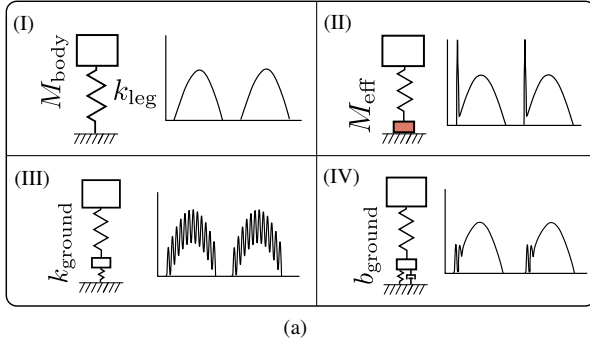 (I)
M_body
k_leg
(II)
M_eff
(III)
k_ground
(IV)
b_ground
(a)